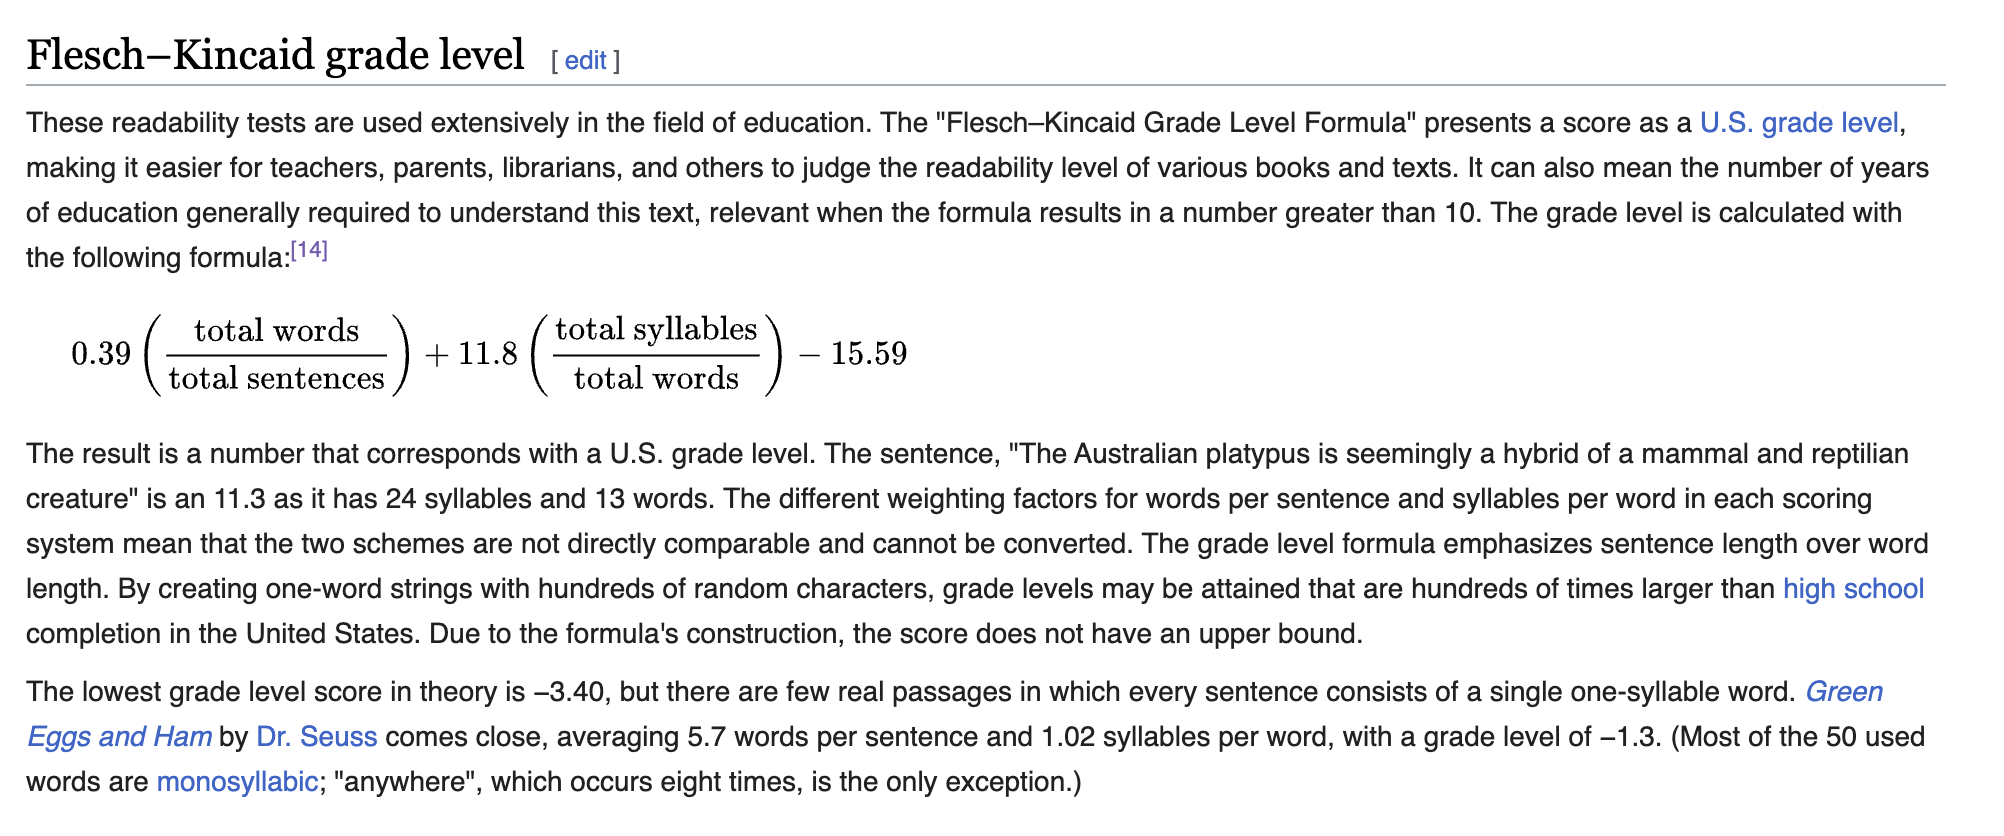 Flesch–Kincaid grade level [ edit ]
These readability tests are used extensively in the field of education. The "Flesch–Kincaid Grade Level Formula" presents a score as a U.S. grade level,
making it easier for teachers, parents, librarians, and others to judge the readability level of various books and texts. It can also mean the number of years
of education generally required to understand this text, relevant when the formula results in a number greater than 10. The grade level is calculated with
the following formula:[14]
0.39 ( total words / total sentences ) + 11.8 ( total syllables / total words ) − 15.59
The result is a number that corresponds with a U.S. grade level. The sentence, "The Australian platypus is seemingly a hybrid of a mammal and reptilian
creature" is an 11.3 as it has 24 syllables and 13 words. The different weighting factors for words per sentence and syllables per word in each scoring
system mean that the two schemes are not directly comparable and cannot be converted. The grade level formula emphasizes sentence length over word
length. By creating one-word strings with hundreds of random characters, grade levels may be attained that are hundreds of times larger than high school
completion in the United States. Due to the formula's construction, the score does not have an upper bound.
The lowest grade level score in theory is −3.40, but there are few real passages in which every sentence consists of a single one-syllable word. Green
Eggs and Ham by Dr. Seuss comes close, averaging 5.7 words per sentence and 1.02 syllables per word, with a grade level of −1.3. (Most of the 50 used
words are monosyllabic; "anywhere", which occurs eight times, is the only exception.)